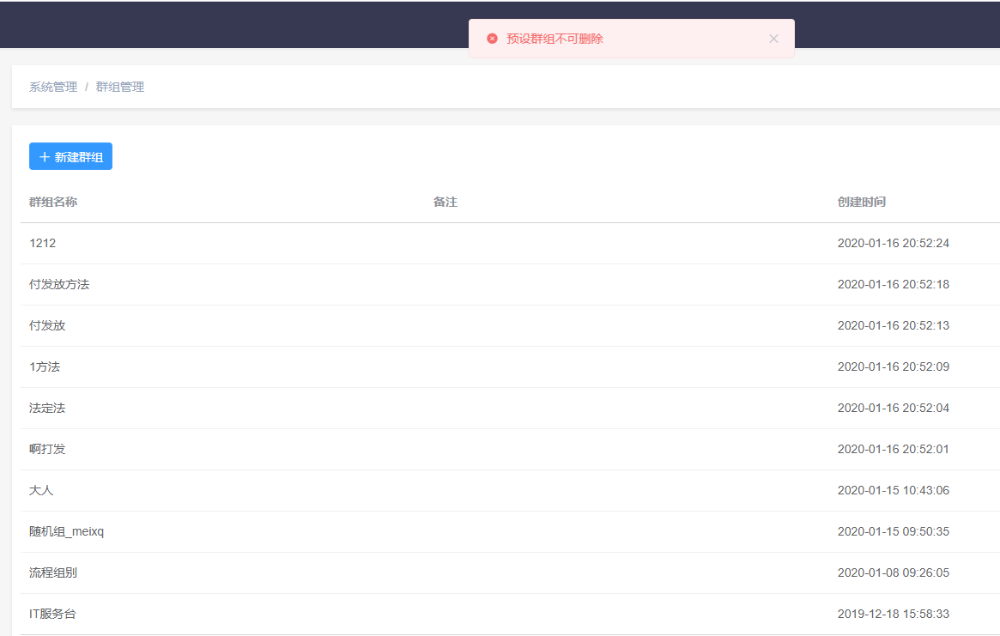 预设群组不可删除
系统管理 / 群组管理
+ 新建群组
群组名称 备注 创建时间
1212 2020-01-16 20:52:24
付发放方法 2020-01-16 20:52:18
付发放 2020-01-16 20:52:13
1方法 2020-01-16 20:52:09
法定法 2020-01-16 20:52:04
啊打发 2020-01-16 20:52:01
大人 2020-01-15 10:43:06
随机组_meixq 2020-01-15 09:50:35
流程组别 2020-01-08 09:26:05
IT服务台 2019-12-18 15:58:33